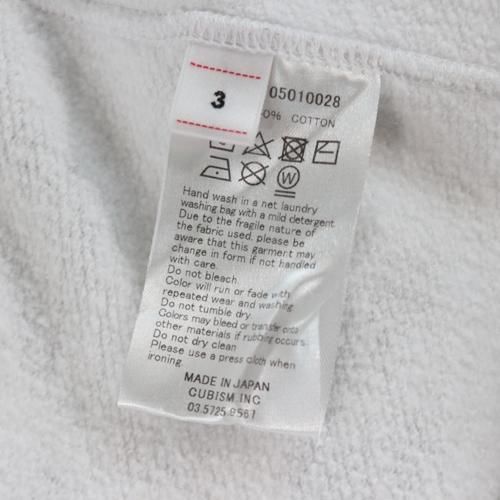 3
05010028
0% COTTON
W
Hand wash in a net laundry
washing bag with a mild detergent
Due to the fragile nature of
the fabric used, please be
aware that this garment may
change in form if not handled
with care.
Do not bleach.
Color will run or fade with
repeated wear and washing
Do not tumble dry.
Colors may bleed or transfer onto
other materials if rubbing occurs.
Do not dry clean
Please use a press cloth when
ironing.
MADE IN JAPAN
CUBISM INC
03 5725 9567